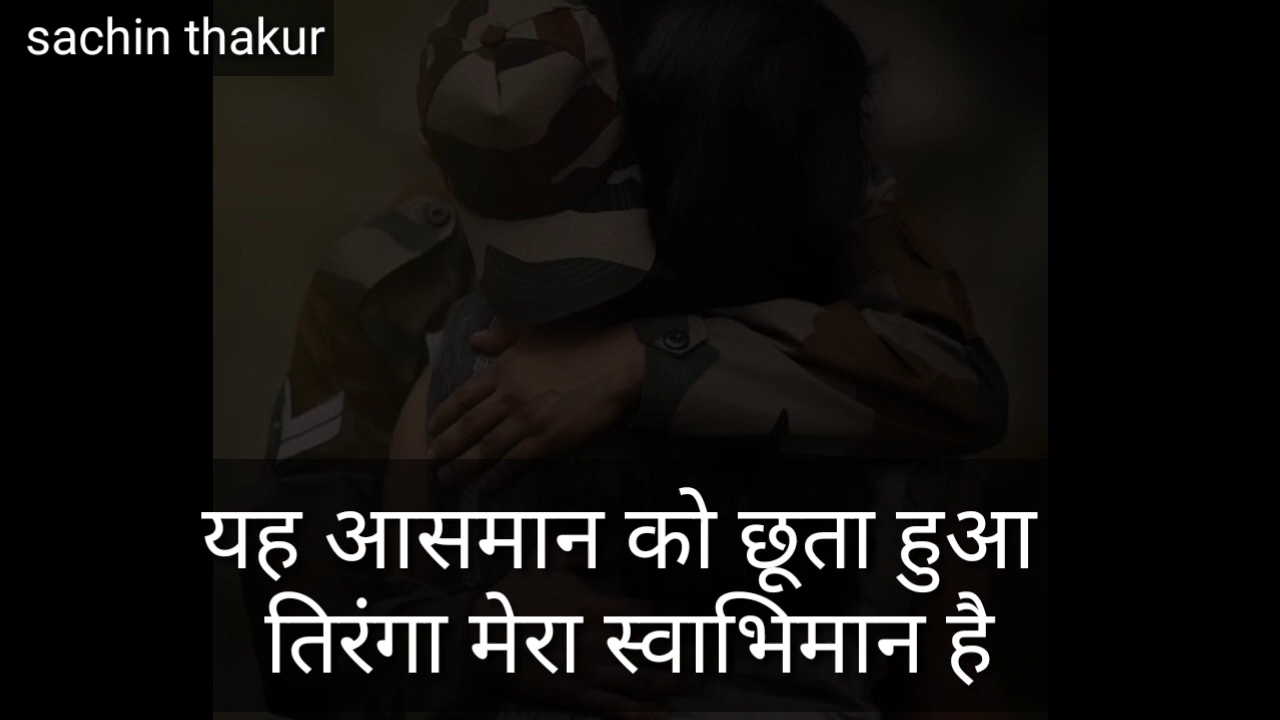 sachin thakur
यह आसमान को छूता हुआ
तिरंगा मेरा स्वाभिमान है